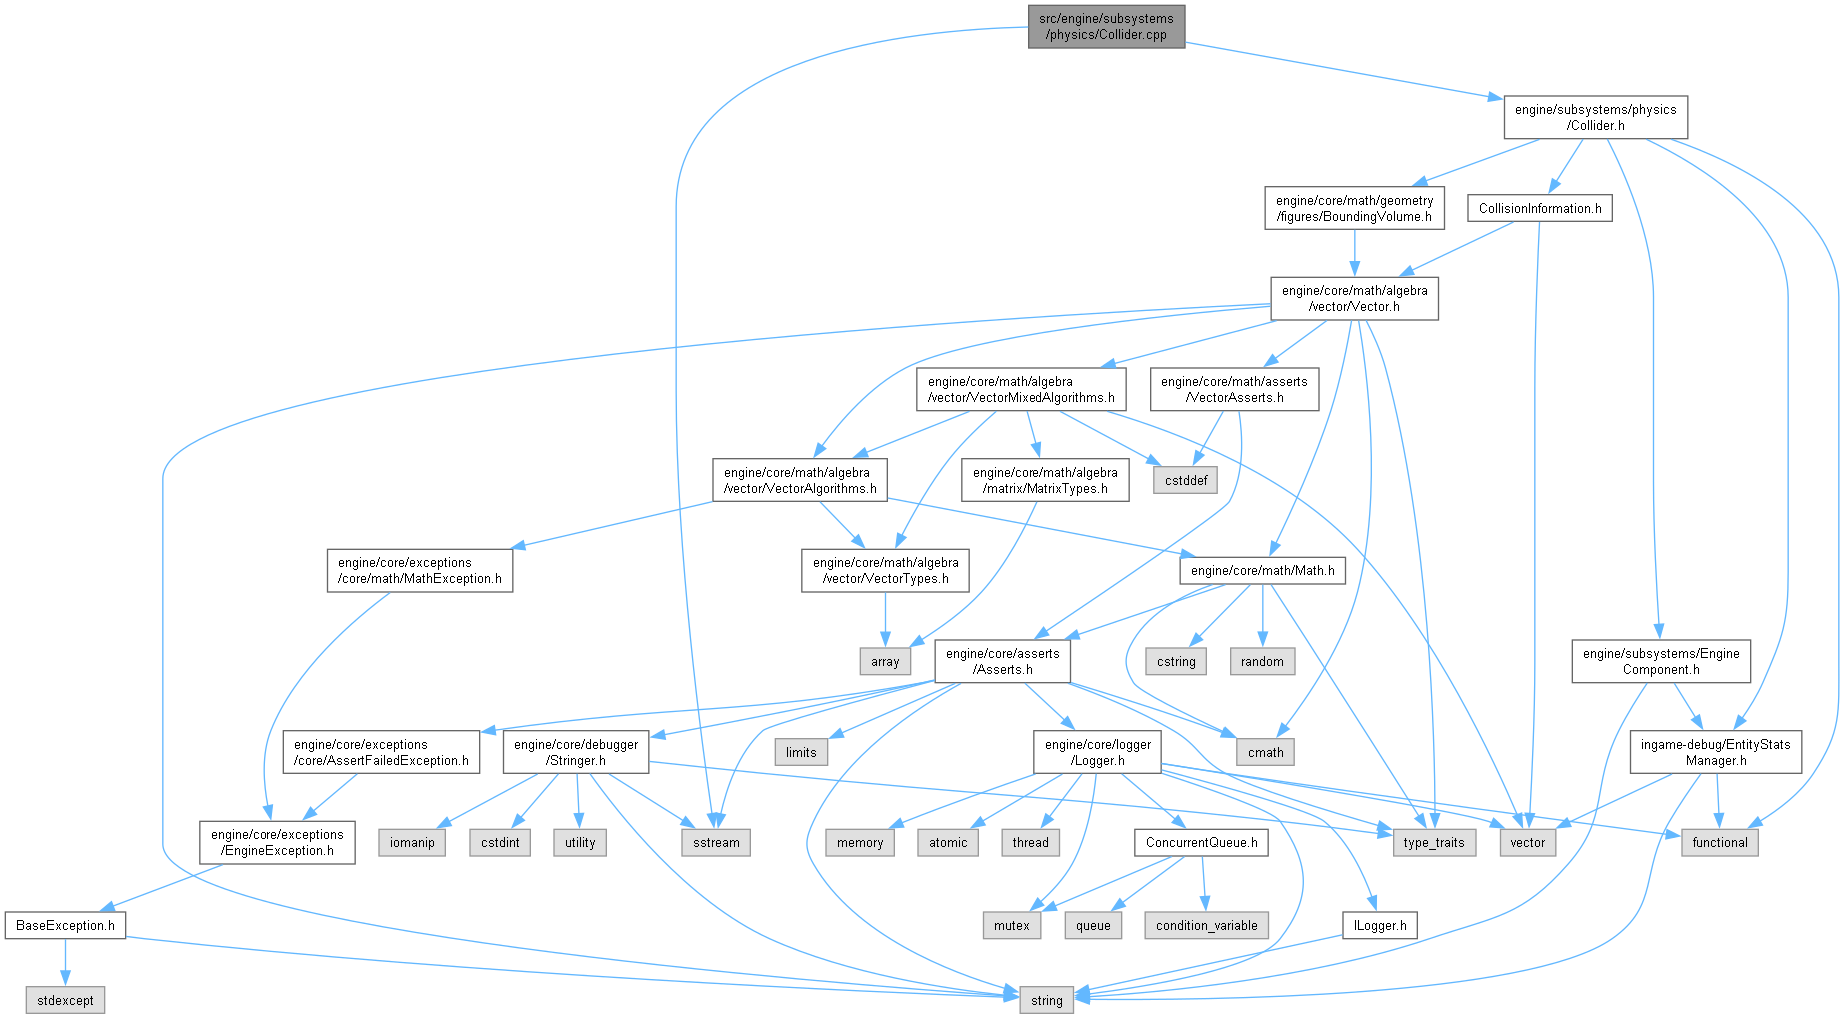 src/engine/subsystems
/physics/Collider.cpp
engine/subsystems/physics
/Collider.h
engine/core/math/geometry
/figures/BoundingVolume.h
CollisionInformation.h
engine/core/math/algebra
/vector/Vector.h
engine/core/math/algebra
/vector/VectorMixedAlgorithms.h
engine/core/math/asserts
/VectorAsserts.h
engine/core/math/algebra
/vector/VectorAlgorithms.h
engine/core/math/algebra
/matrix/MatrixTypes.h
cstddef
engine/core/exceptions
/core/math/MathException.h
engine/core/math/algebra
/vector/VectorTypes.h
engine/core/math/Math.h
array
engine/core/asserts
/Asserts.h
cstring
random
engine/subsystems/Engine
Component.h
engine/core/exceptions
/core/AssertFailedException.h
engine/core/debugger
/Stringer.h
limits
engine/core/logger
/Logger.h
cmath
ingame-debug/EntityStats
Manager.h
engine/core/exceptions
/EngineException.h
iomanip
cstdint
utility
sstream
memory
atomic
thread
ConcurrentQueue.h
type_traits
vector
functional
BaseException.h
mutex
queue
condition_variable
ILogger.h
stdexcept
string